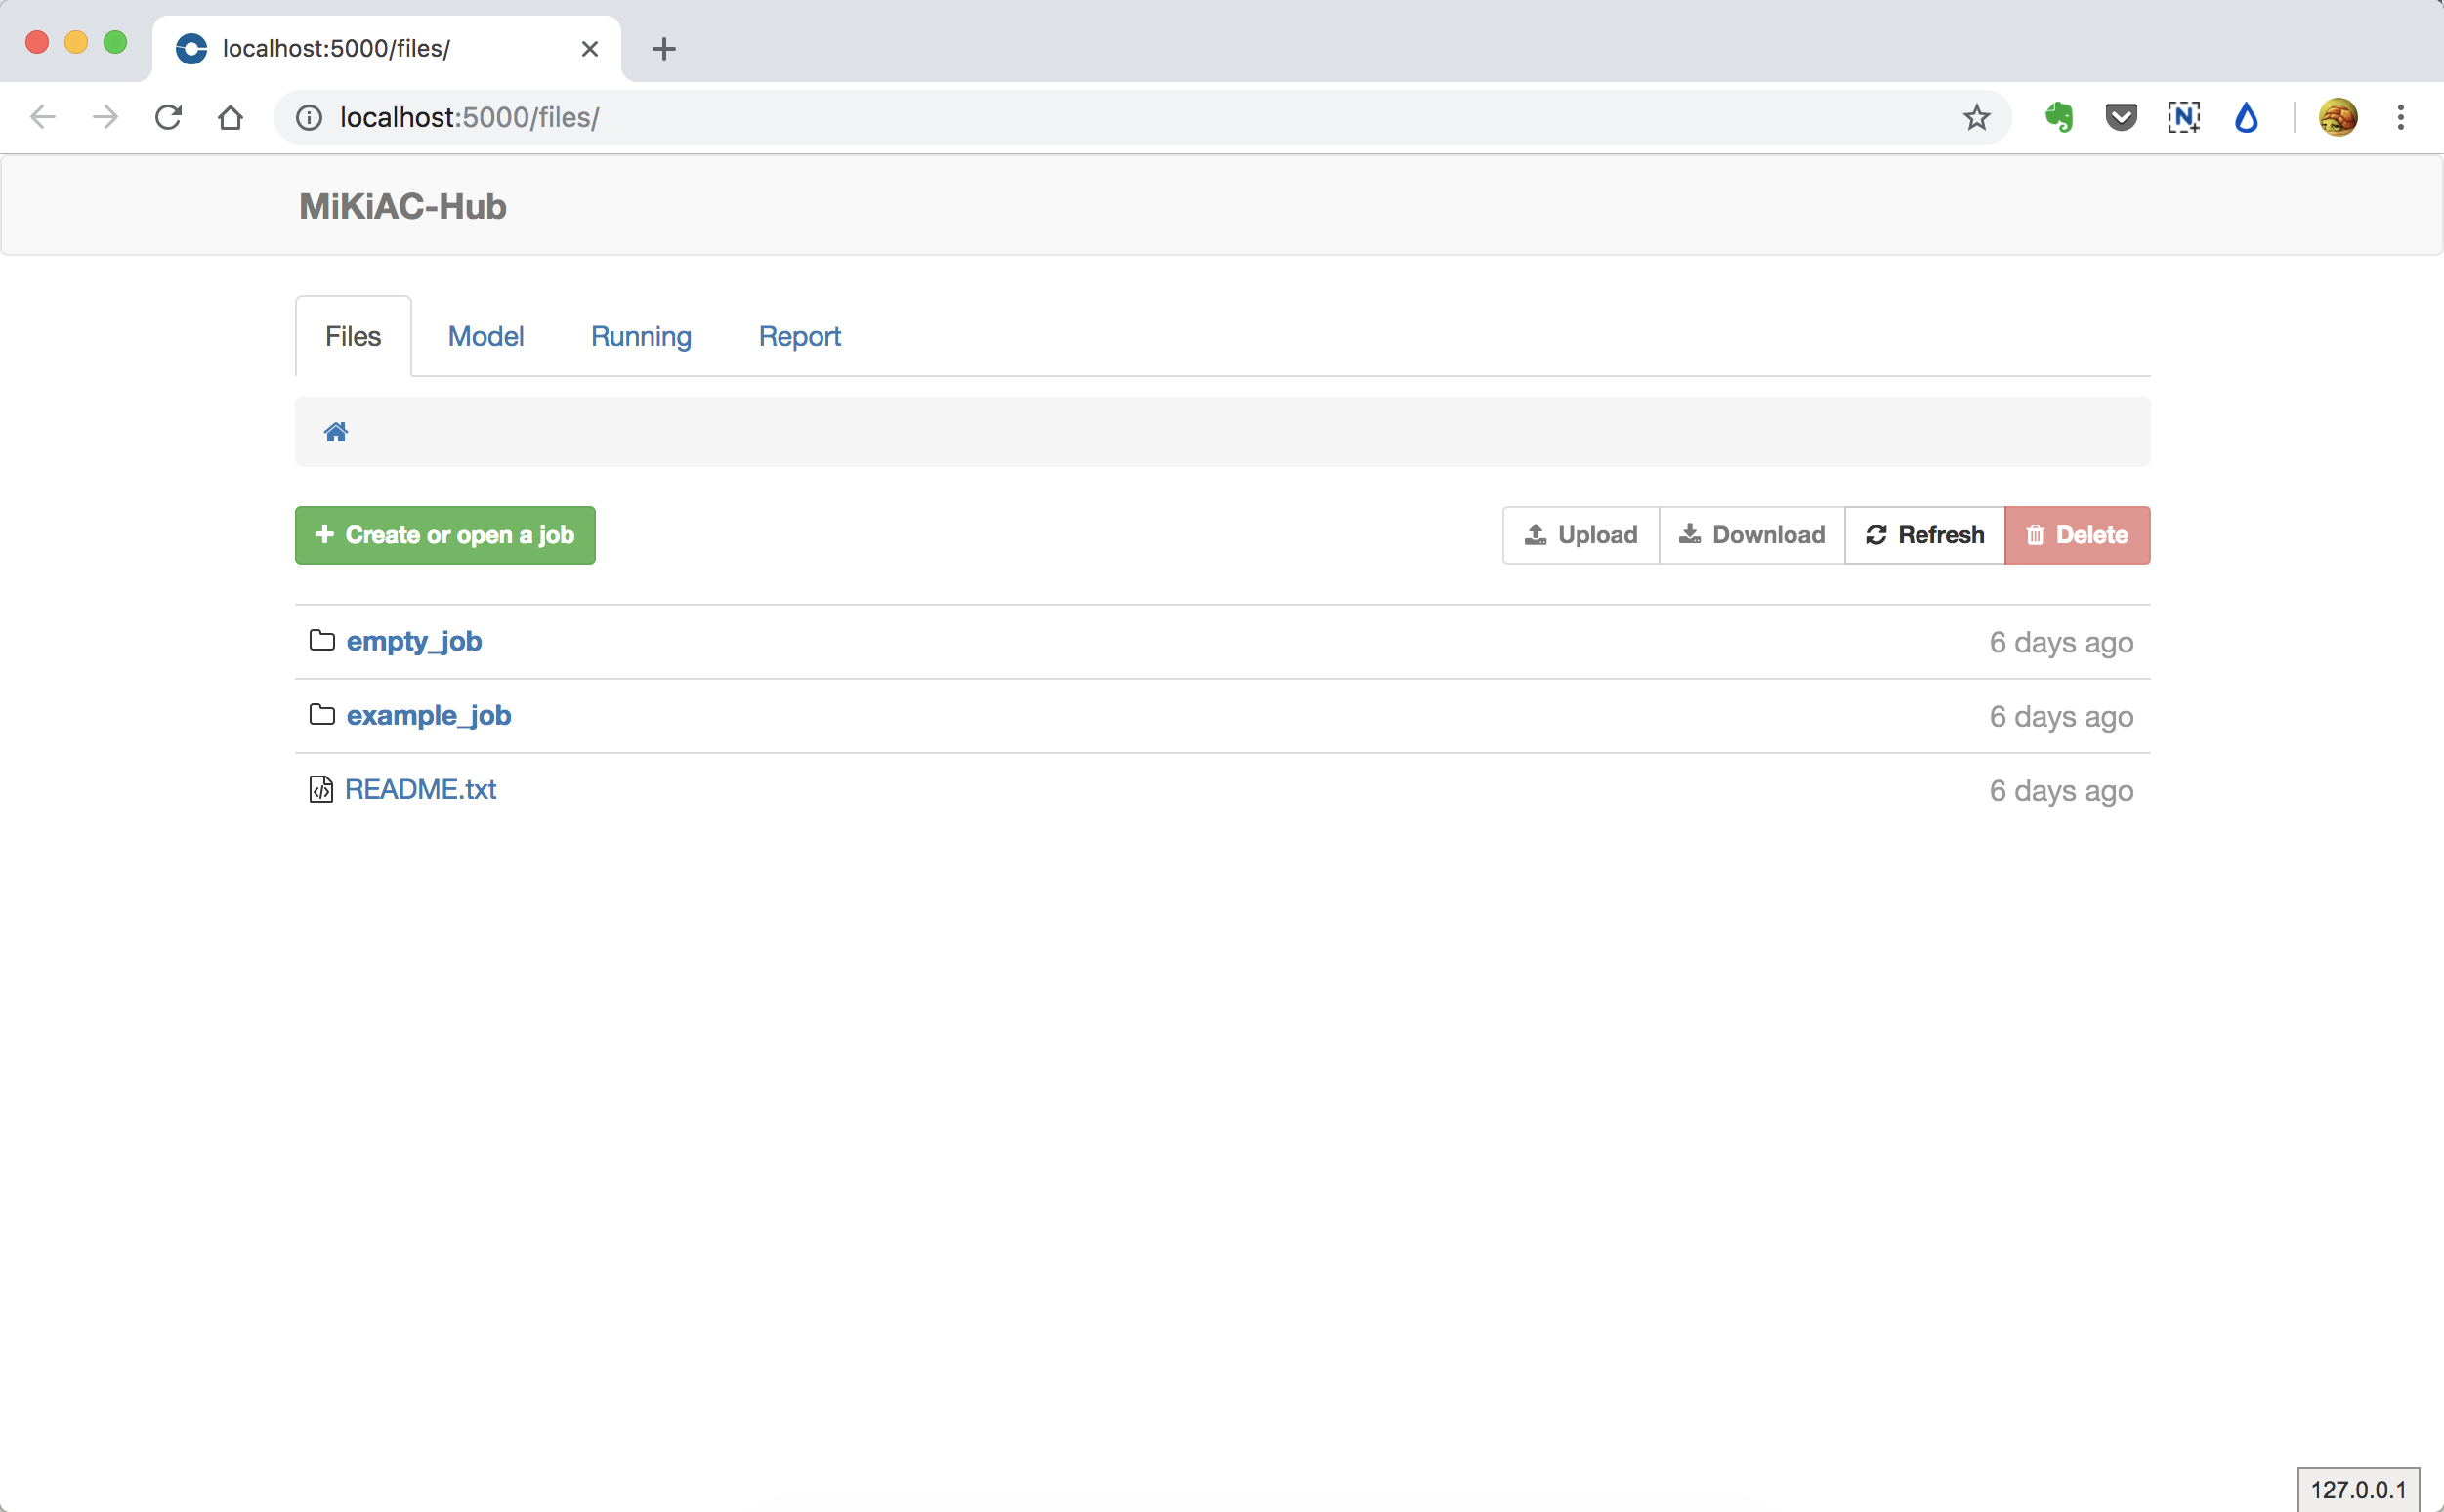 localhost:5000/files/
localhost:5000/files/
MiKiAC-Hub
Files Model Running Report
Create or open a job Upload Download Refresh Delete
empty_job 6 days ago
example_job 6 days ago
README.txt 6 days ago
127.0.0.1